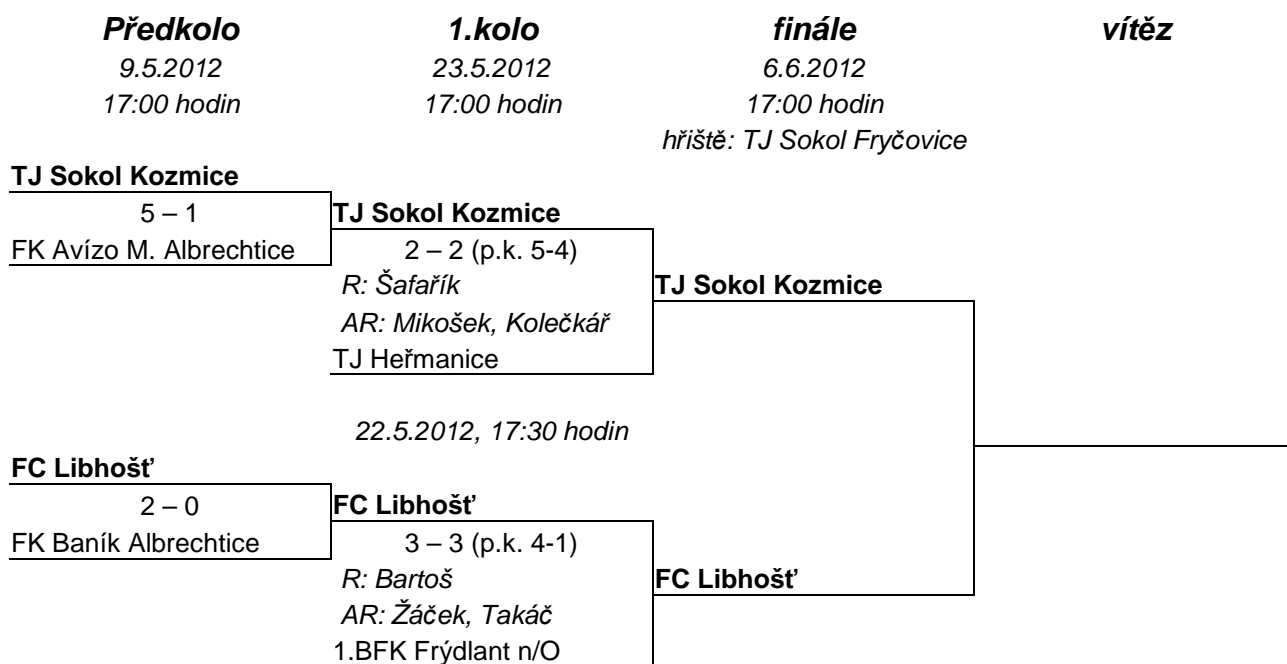 Předkolo 1.kolo finále vítěz
9.5.2012 23.5.2012 6.6.2012
17:00 hodin 17:00 hodin 17:00 hodin
hřiště: TJ Sokol Fryčovice
TJ Sokol Kozmice
5 – 1 TJ Sokol Kozmice
FK Avízo M. Albrechtice 2 – 2 (p.k. 5-4)
R: Šafařík TJ Sokol Kozmice
AR: Mikošek, Kolečkář
TJ Heřmanice
22.5.2012, 17:30 hodin
FC Libhošť
2 – 0 FC Libhošť
FK Baník Albrechtice 3 – 3 (p.k. 4-1)
R: Bartoš FC Libhošť
AR: Žáček, Takáč
1.BFK Frýdlant n/O